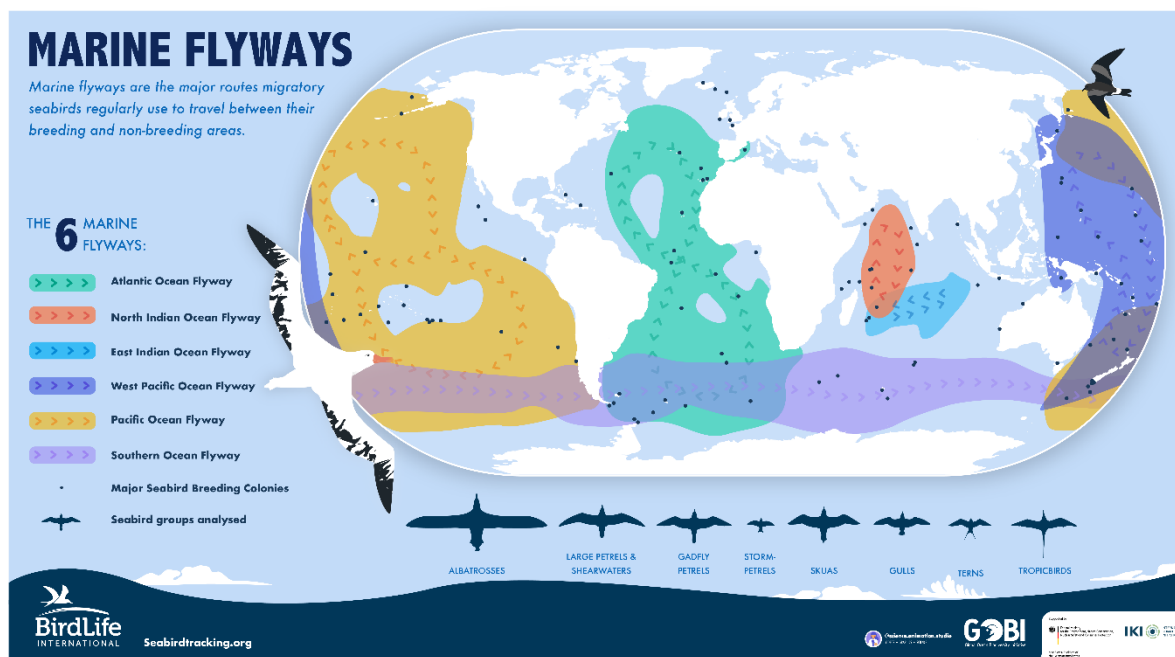 MARINE FLYWAYS
Marine flyways are the major routes migratory
seabirds regularly use to travel between their
breeding and non-breeding areas.
THE 6 MARINE
FLYWAYS:
Atlantic Ocean Flyway
North Indian Ocean Flyway
East Indian Ocean Flyway
West Pacific Ocean Flyway
Pacific Ocean Flyway
Southern Ocean Flyway
Major Seabird Breeding Colonies
Seabird groups analysed
ALBATROSSES
LARGE PETRELS &
SHEARWATERS
GADFLY
PETRELS
STORM-
PETRELS
SKUAS
GULLS
TERNS
TROPICBIRDS
BirdLife
INTERNATIONAL
Seabirdtracking.org
GOBI
IKI